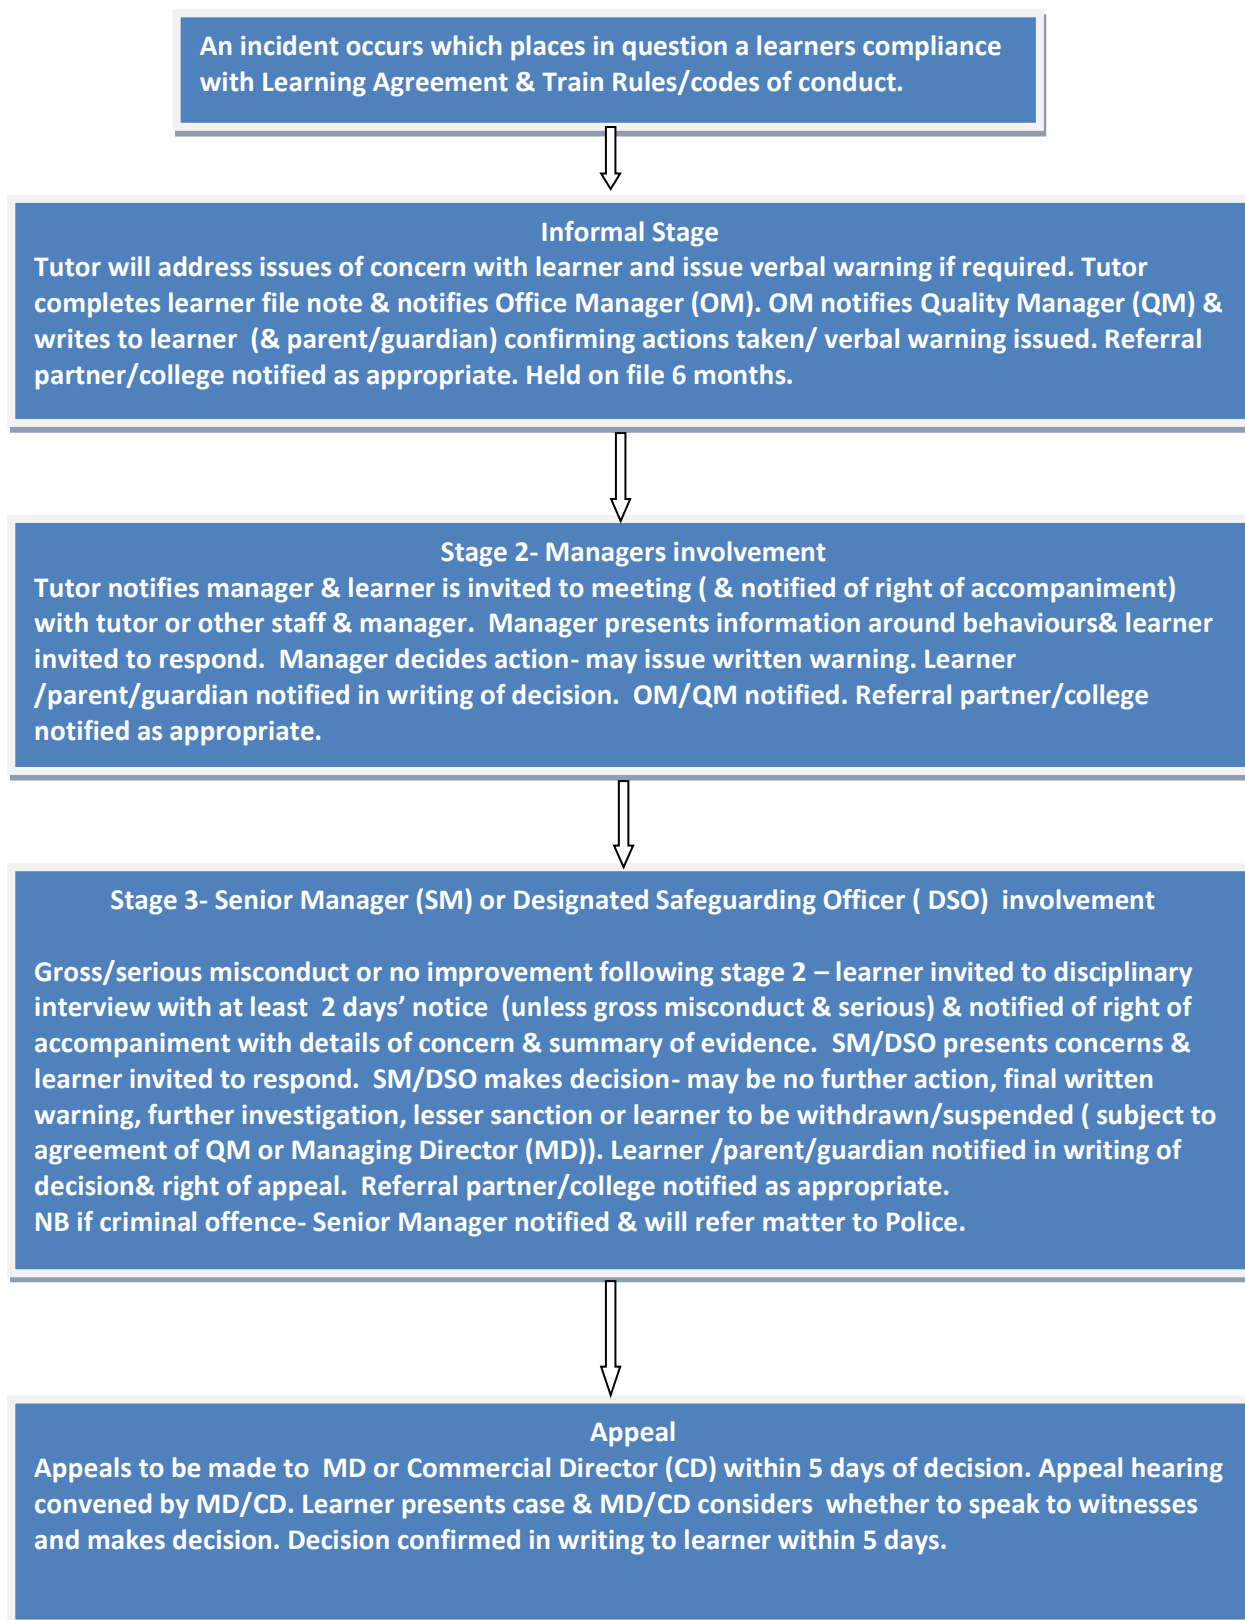 An incident occurs which places in question a learners compliance
with Learning Agreement & Train Rules/codes of conduct.
Informal Stage
Tutor will address issues of concern with learner and issue verbal warning if required. Tutor
completes learner file note & notifies Office Manager (OM). OM notifies Quality Manager (QM) &
writes to learner  (& parent/guardian) confirming actions taken/ verbal warning issued. Referral
partner/college notified as appropriate. Held on file 6 months.
Stage 2- Managers involvement
Tutor notifies manager & learner is invited to meeting ( & notified of right of accompaniment)
with tutor or other staff & manager.  Manager presents information around behaviours& learner
invited to respond.  Manager decides action- may issue written warning. Learner
/parent/guardian notified in writing of decision.  OM/QM notified. Referral partner/college
notified as appropriate.
Stage 3- Senior Manager (SM) or Designated Safeguarding Officer ( DSO)  involvement
Gross/serious misconduct or no improvement following stage 2 – learner invited to disciplinary
interview with at least  2 days’ notice  (unless gross misconduct & serious) & notified of right of
accompaniment with details of concern & summary of evidence.  SM/DSO presents concerns &
learner invited to respond.  SM/DSO makes decision- may be no further action, final written
warning, further investigation, lesser sanction or learner to be withdrawn/suspended ( subject to
agreement of QM or Managing Director (MD)). Learner /parent/guardian notified in writing of
decision& right of appeal.  Referral partner/college notified as appropriate.
NB if criminal offence- Senior Manager notified & will refer matter to Police.
Appeal
Appeals to be made to  MD or Commercial Director (CD) within 5 days of decision. Appeal hearing
convened by MD/CD. Learner presents case & MD/CD considers  whether to speak to witnesses
and makes decision. Decision confirmed in writing to learner within 5 days.